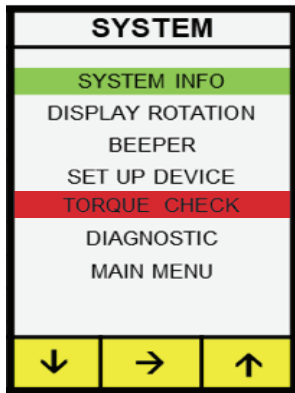 SYSTEM
SYSTEM INFO
DISPLAY ROTATION
BEEPER
SET UP DEVICE
TORQUE CHECK
DIAGNOSTIC
MAIN MENU
↓ → ↑